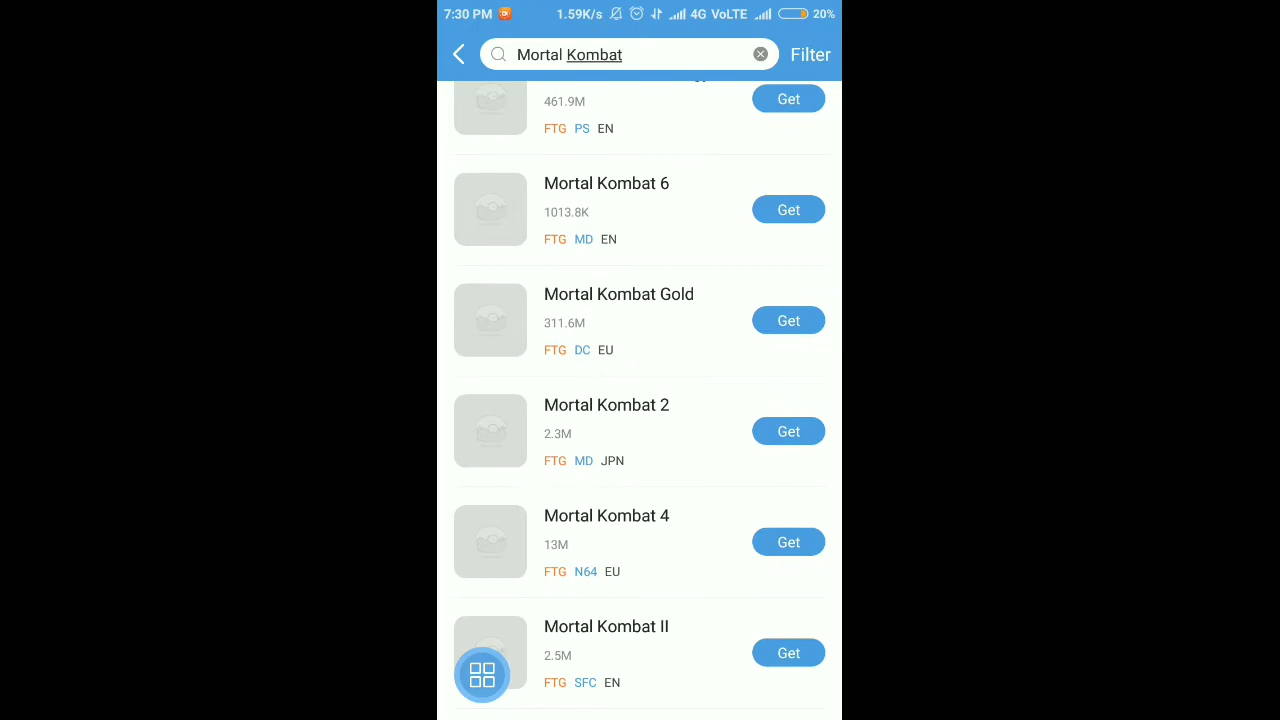 7:30 PM 1.59K/s 4G VoLTE 20%
Mortal Kombat Filter
461.9M
Get
FTG PS EN
Mortal Kombat 6
1013.8K
Get
FTG MD EN
Mortal Kombat Gold
311.6M
Get
FTG DC EU
Mortal Kombat 2
2.3M
Get
FTG MD JPN
Mortal Kombat 4
13M
Get
FTG N64 EU
Mortal Kombat II
2.5M
Get
FTG SFC EN